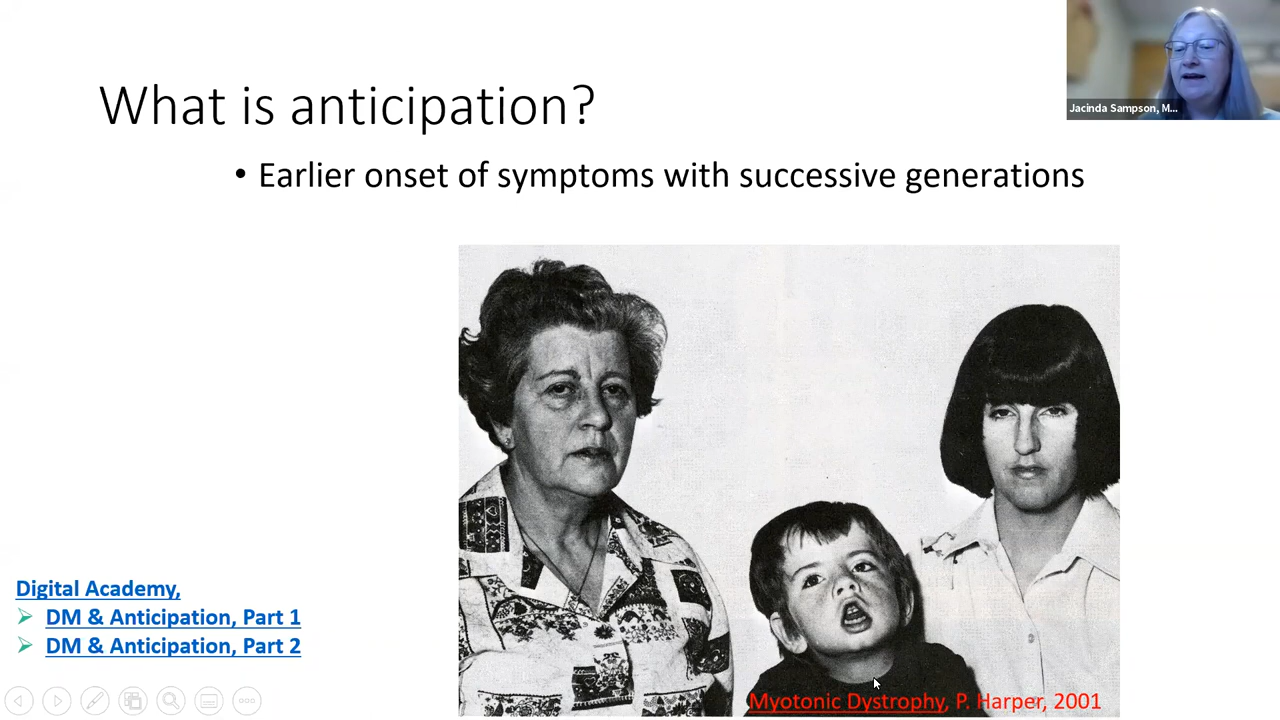 Jacinda Sampson, M...
What is anticipation?
• Earlier onset of symptoms with successive generations
Digital Academy,
➢ DM & Anticipation, Part 1
➢ DM & Anticipation, Part 2
Myotonic Dystrophy, P. Harper, 2001